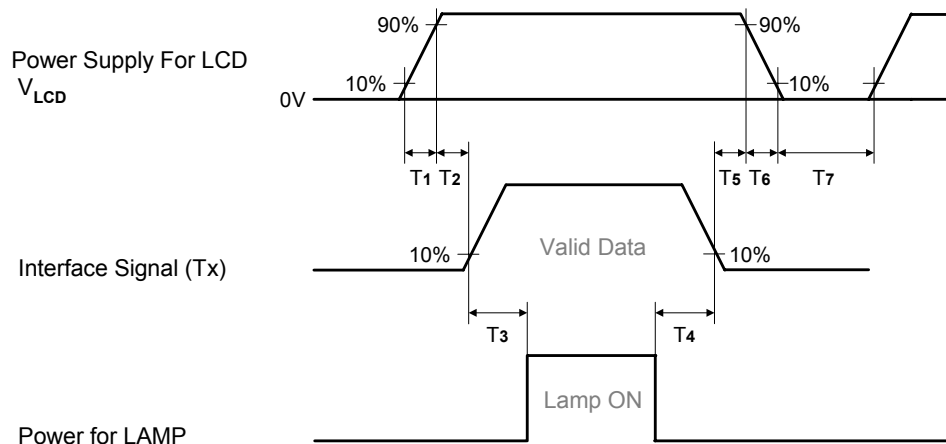 90% 90%
Power Supply For LCD
VLCD
10% 10%
0V
T1 T2 T5 T6 T7
Valid Data
10% 10%
Interface Signal (Tx)
T3 T4
Lamp ON
Power for LAMP